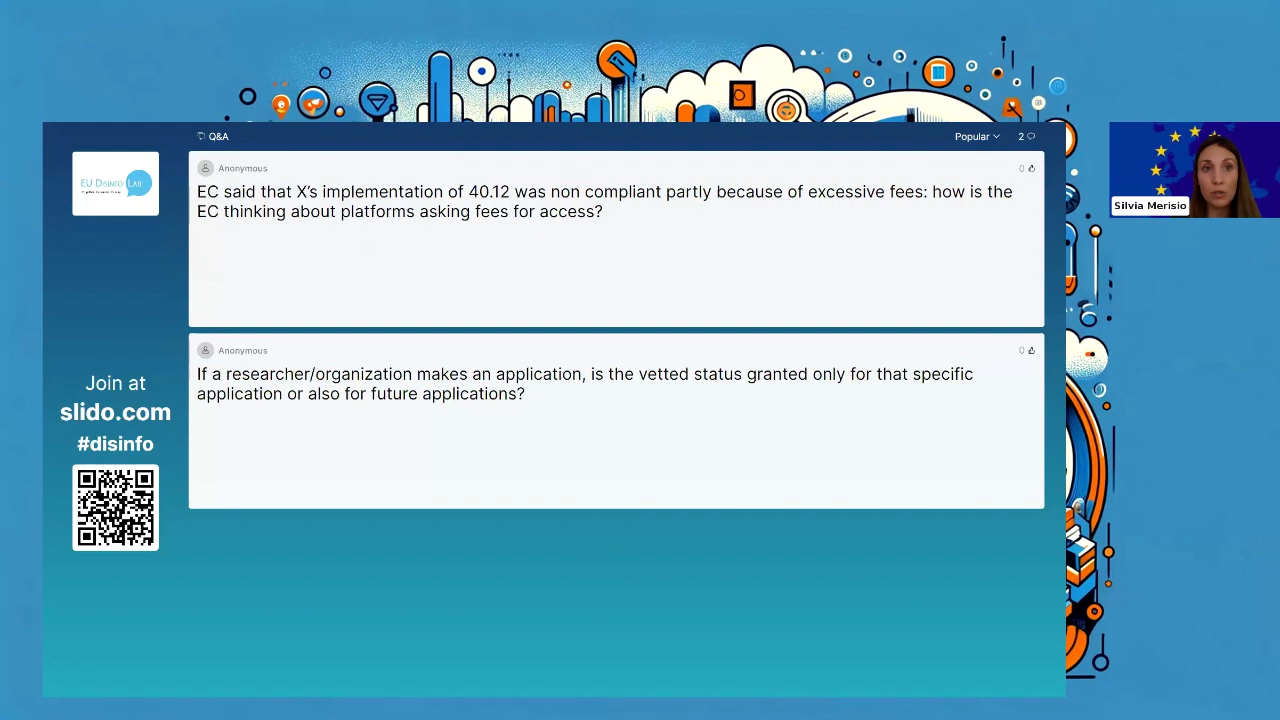 Q&A
Popular
2
EU DISINFO LAB
Anonymous
0
EC said that X's implementation of 40.12 was non compliant partly because of excessive fees: how is the
EC thinking about platforms asking fees for access?
Silvia Merisio
Anonymous
0
If a researcher/organization makes an application, is the vetted status granted only for that specific
application or also for future applications?
Join at
slido.com
#disinfo